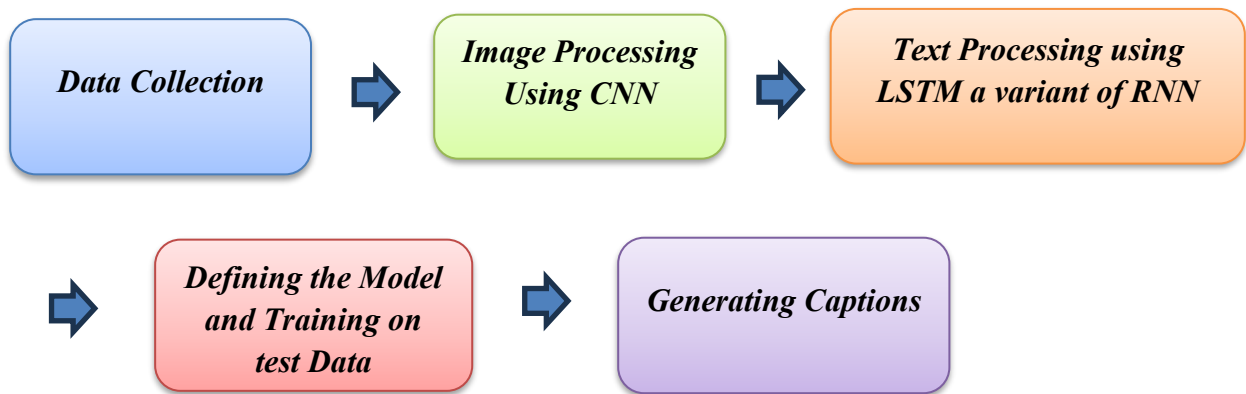 Data Collection
Image Processing
Using CNN
Text Processing using
LSTM a variant of RNN
Defining the Model
and Training on
test Data
Generating Captions